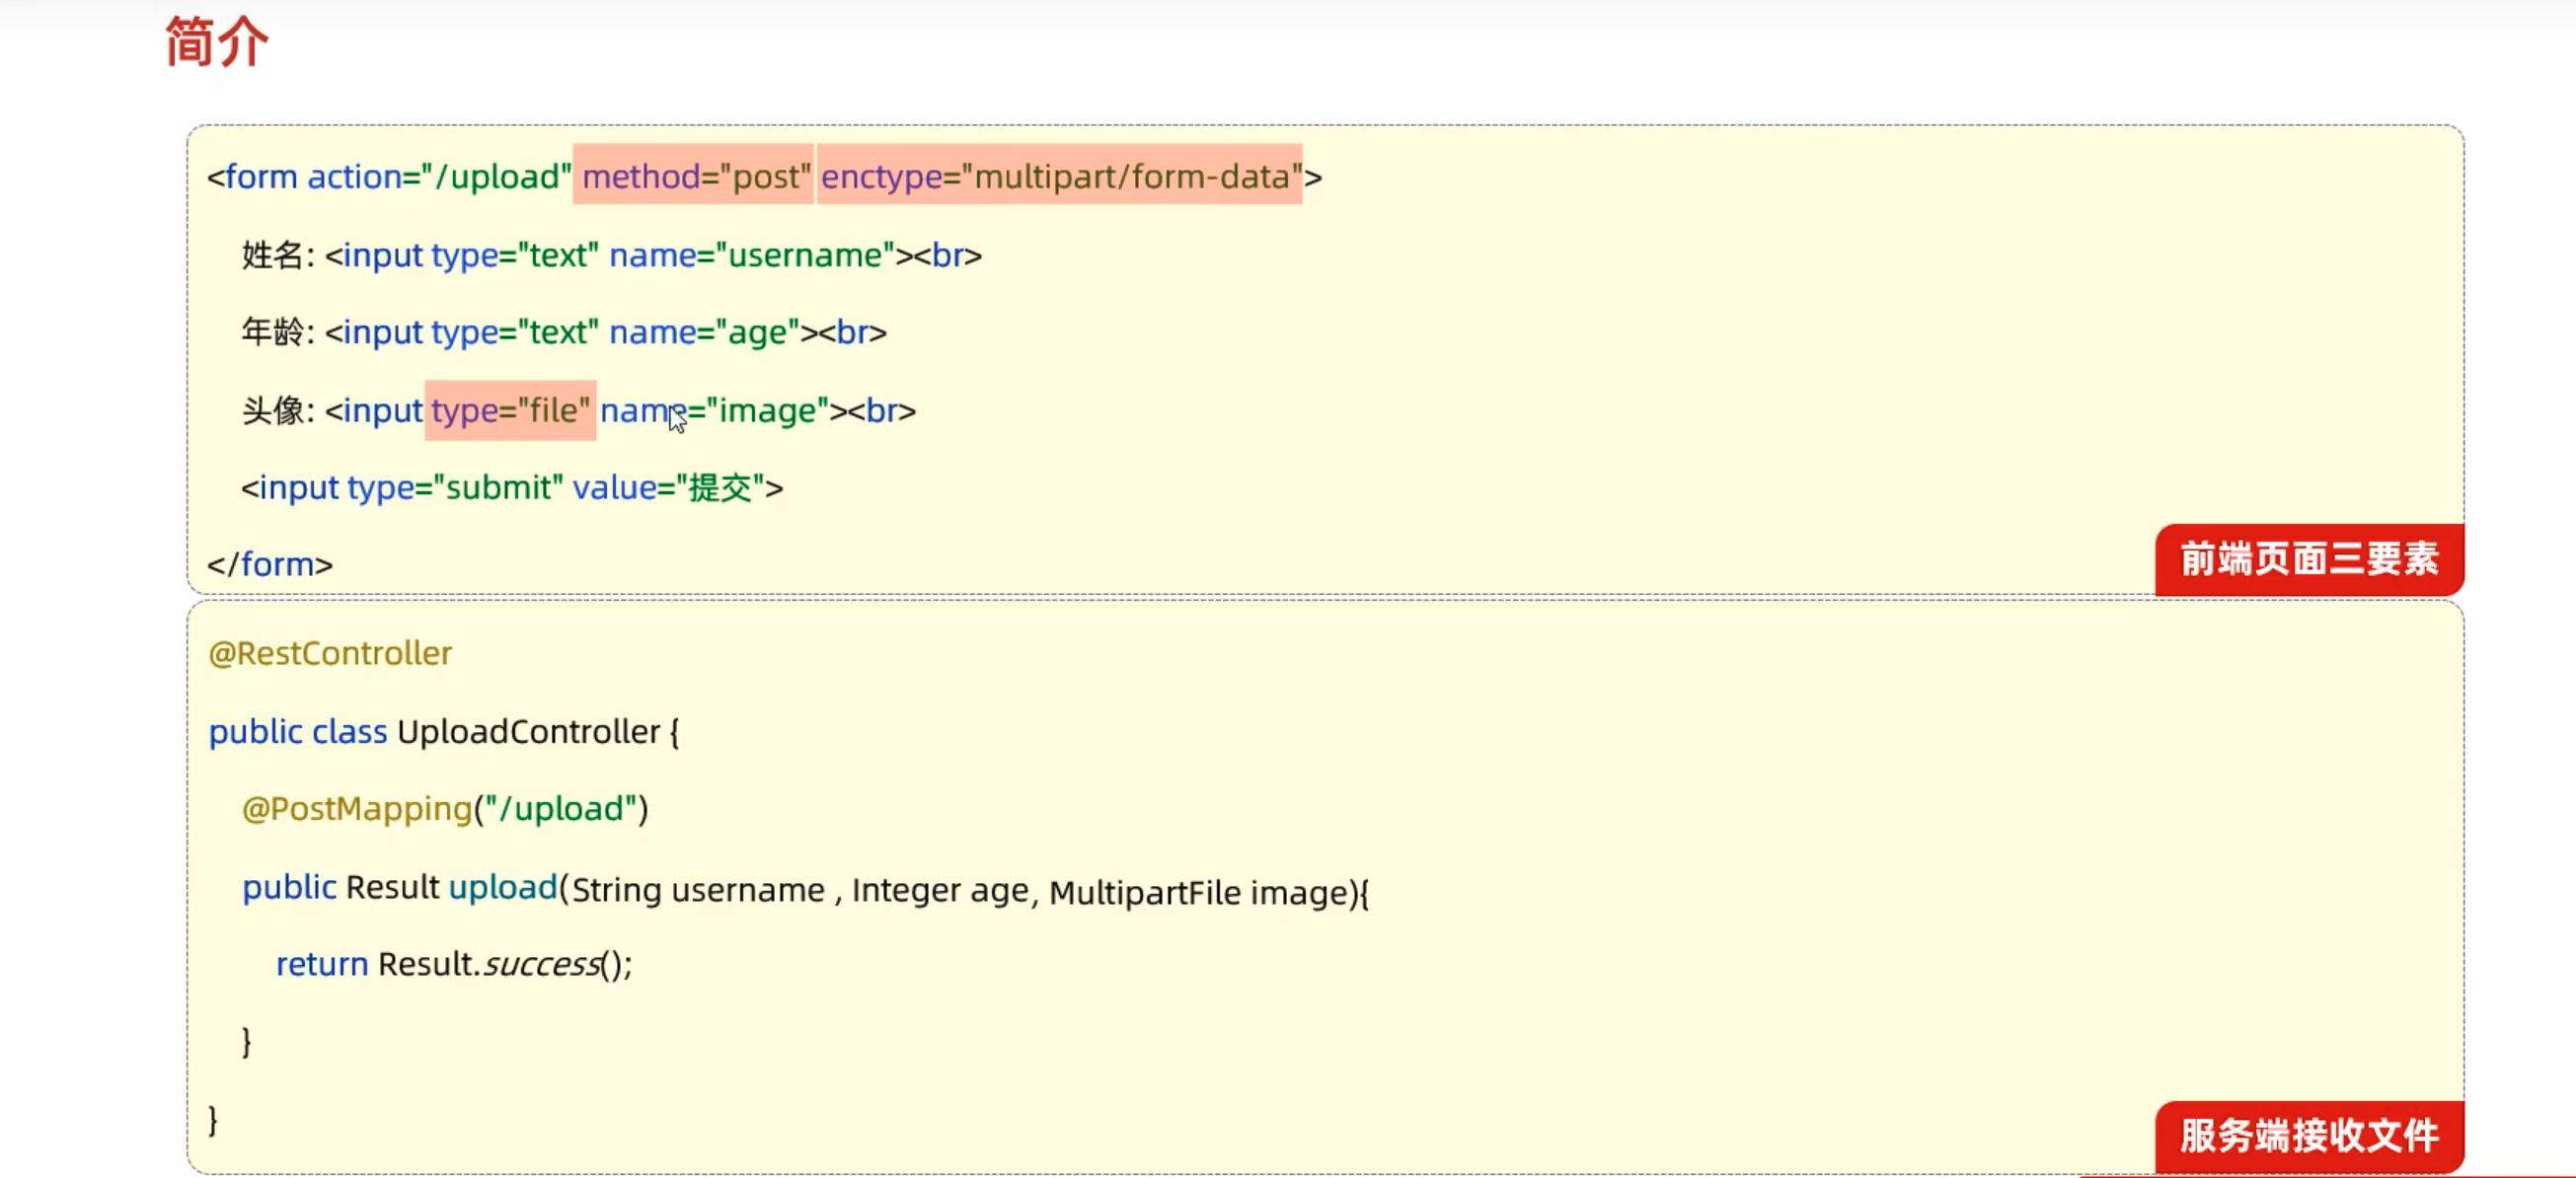 简介
<form action="/upload" method="post" enctype="multipart/form-data">
姓名: <input type="text" name="username"><br>
年龄: <input type="text" name="age"><br>
头像: <input type="file" name="image"><br>
<input type="submit" value="提交">
</form>
前端页面三要素
@RestController
public class UploadController {
@PostMapping("/upload")
public Result upload(String username , Integer age, MultipartFile image){
return Result.success();
}
}
服务端接收文件